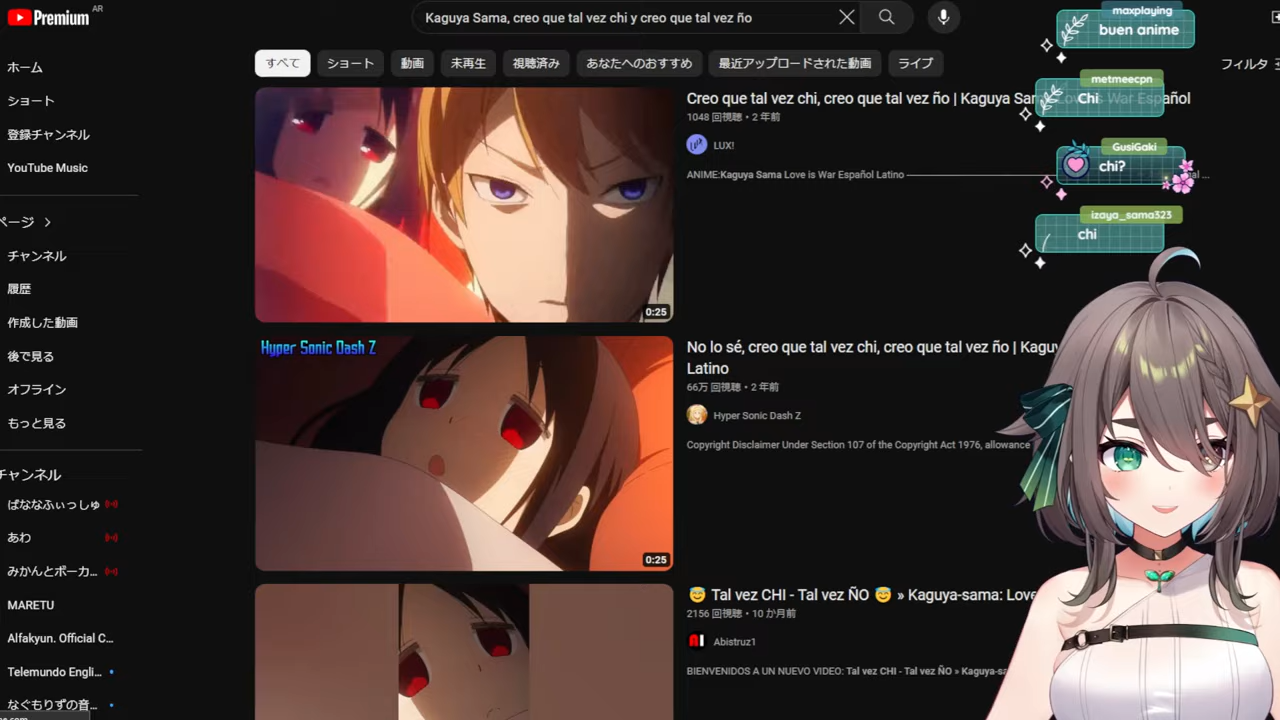 Premium AR
Kaguya Sama, creo que tal vez chi y creo que tal vez ño
すべて
ショート
動画
未再生
視聴済み
あなたへのおすすめ
最近アップロードされた動画
ライブ
フィルタ
ホーム
ショート
登録チャンネル
YouTube Music
ページ
チャンネル
履歴
作成した動画
後で見る
オフライン
もっと見る
チャンネル
ばななふぃっしゅ
あわ
みかんとボーカ...
MARETU
Alfakyun. Official C...
Telemundo Engli...
なぐもりずの音...
0:25
Creo que tal vez chi, creo que tal vez ño | Kaguya Sama Love is War Español
1048 回視聴・2 年前
LUX!
ANIME:Kaguya Sama Love is War Español Latino
Hyper Sonic Dash Z
0:25
No lo sé, creo que tal vez chi, creo que tal vez ño |
Latino
66万 回視聴・2 年前
Hyper Sonic Dash Z
Copyright Disclaimer Under Section 107 of the Copyright Act 1976, allowance
😇 Tal vez CHI - Tal vez ÑO 😇 » Kaguya-sama: Love
2156 回視聴・10 か月前
Abistruz1
BIENVENIDOS A UN NUEVO VIDEO: Tal vez CHI - Tal vez ÑO »
maxplaying
buen anime
metmeecpn
Chi
GusiGaki
chi?
izaya_sama323
chi